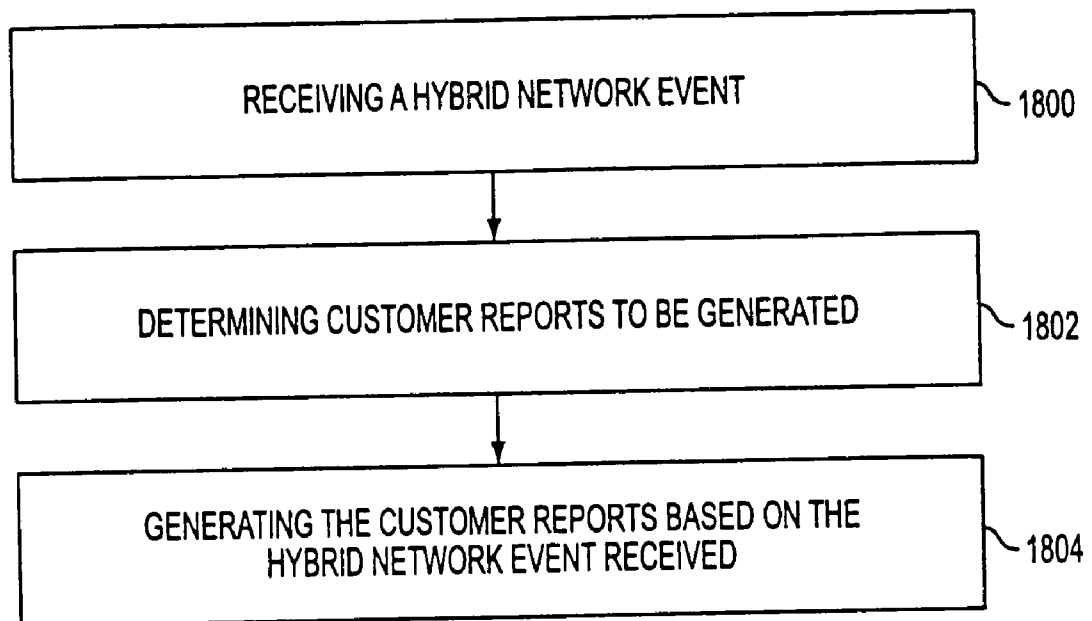 RECEIVING A HYBRID NETWORK EVENT
1800
DETERMINING CUSTOMER REPORTS TO BE GENERATED
1802
GENERATING THE CUSTOMER REPORTS BASED ON THE
HYBRID NETWORK EVENT RECEIVED
1804